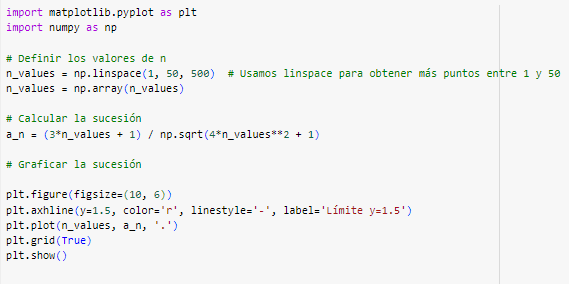 import matplotlib.pyplot as plt
import numpy as np
# Definir los valores de n
n_values = np.linspace(1, 50, 500)  # Usamos linspace para obtener más puntos entre 1 y 50
n_values = np.array(n_values)
# Calcular la sucesión
a_n = (3*n_values + 1) / np.sqrt(4*n_values**2 + 1)
# Graficar la sucesión
plt.figure(figsize=(10, 6))
plt.axhline(y=1.5, color='r', linestyle='-', label='Límite y=1.5')
plt.plot(n_values, a_n, '.')
plt.grid(True)
plt.show()